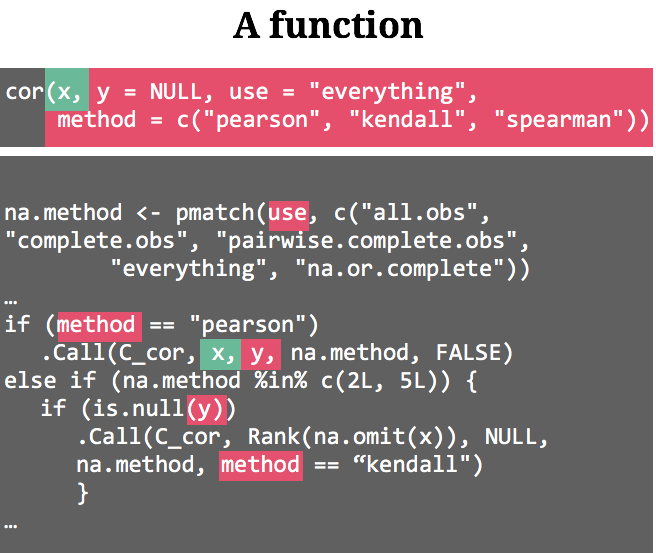 A function
cor(x, y = NULL, use = "everything",
method = c("pearson", "kendall", "spearman"))
na.method <- pmatch(use, c("all.obs",
"complete.obs", "pairwise.complete.obs",
"everything", "na.or.complete"))
…
if (method == "pearson")
.Call(C_cor, x, y, na.method, FALSE)
else if (na.method %in% c(2L, 5L)) {
if (is.null(y))
.Call(C_cor, Rank(na.omit(x)), NULL,
na.method, method == “kendall")
}
…